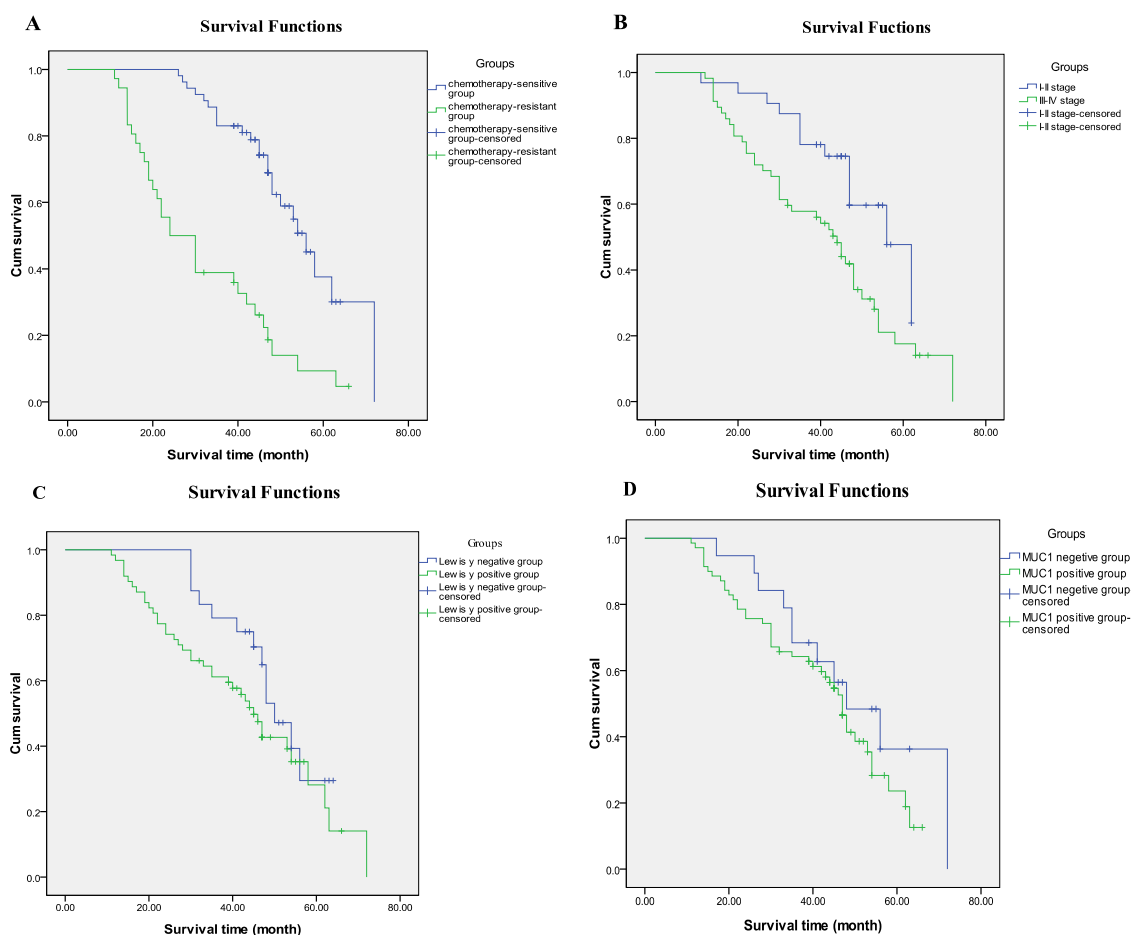 A
Survival Functions
Cum survival
1.0
0.8
0.6
0.4
0.2
0.0
0.00
20.00
40.00
60.00
80.00
Survival time (month)
Groups
chemotherapy-sensitive
group
chemotherapy-resistant
group
chemotherapy-sensitive
group-censored
chemotherapy-resistant
group-censored
B
Survival Fuctions
Cum survival
1.0
0.8
0.6
0.4
0.2
0.0
0.00
20.00
40.00
60.00
80.00
Survival time (month)
Groups
I-II stage
III-IV stage
I-II stage-censored
I-II stage-censored
C
Survival Functions
Cum survival
1.0
0.8
0.6
0.4
0.2
0.0
0.00
20.00
40.00
60.00
80.00
Survival time (month)
Groups
Lewis y negative group
Lewis y positive group
Lewis y negative group-
censored
Lewis y positive group-
censored
D
Survival Functions
Cum survival
1.0
0.8
0.6
0.4
0.2
0.0
0.00
20.00
40.00
60.00
80.00
Survival time (month)
Groups
MUC1 negetive group
MUC1 positive group
MUC1 negetive group-
censored
MUC1 positive group-
censored